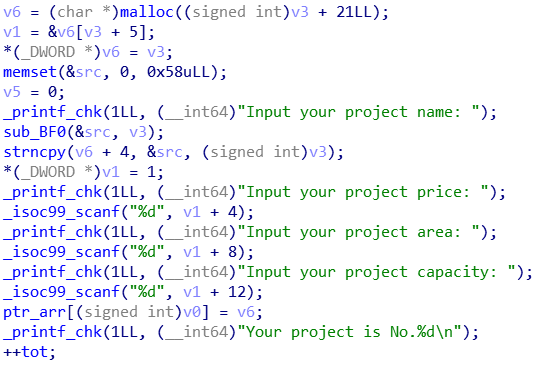 v6 = (char *)malloc((signed int)v3 + 21LL);
v1 = &v6[v3 + 5];
*(_DWORD *)v6 = v3;
memset(&src, 0, 0x58uLL);
v5 = 0;
_printf_chk(1LL, (__int64)"Input your project name: ");
sub_BF0(&src, v3);
strncpy(v6 + 4, &src, (signed int)v3);
*(_DWORD *)v1 = 1;
_printf_chk(1LL, (__int64)"Input your project price: ");
_isoc99_scanf("%d", v1 + 4);
_printf_chk(1LL, (__int64)"Input your project area: ");
_isoc99_scanf("%d", v1 + 8);
_printf_chk(1LL, (__int64)"Input your project capacity: ");
_isoc99_scanf("%d", v1 + 12);
ptr_arr[(signed int)v0] = v6;
_printf_chk(1LL, (__int64)"Your project is No.%d\n");
++tot;